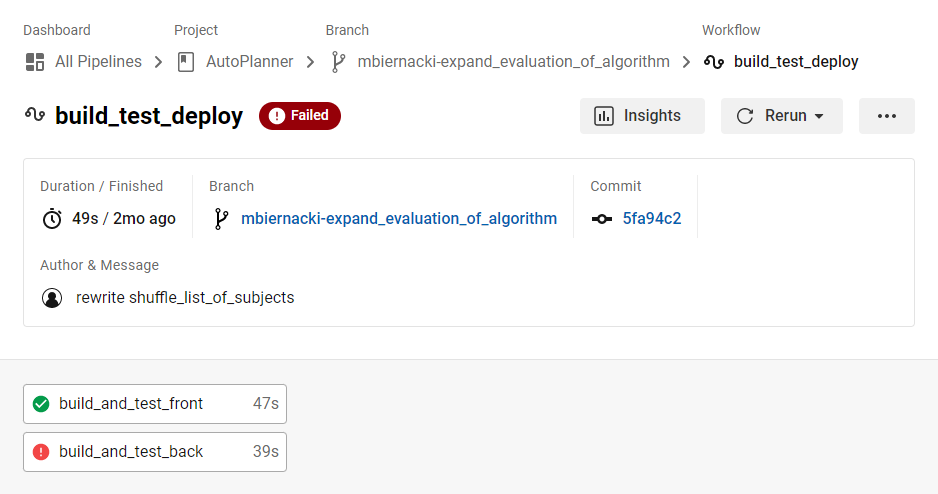 Dashboard Project Branch Workflow
All Pipelines AutoPlanner mbiernacki-expand_evaluation_of_algorithm build_test_deploy
build_test_deploy Failed Insights Rerun
Duration / Finished Branch Commit
49s / 2mo ago mbiernacki-expand_evaluation_of_algorithm 5fa94c2
Author & Message
rewrite shuffle_list_of_subjects
build_and_test_front 47s
build_and_test_back 39s